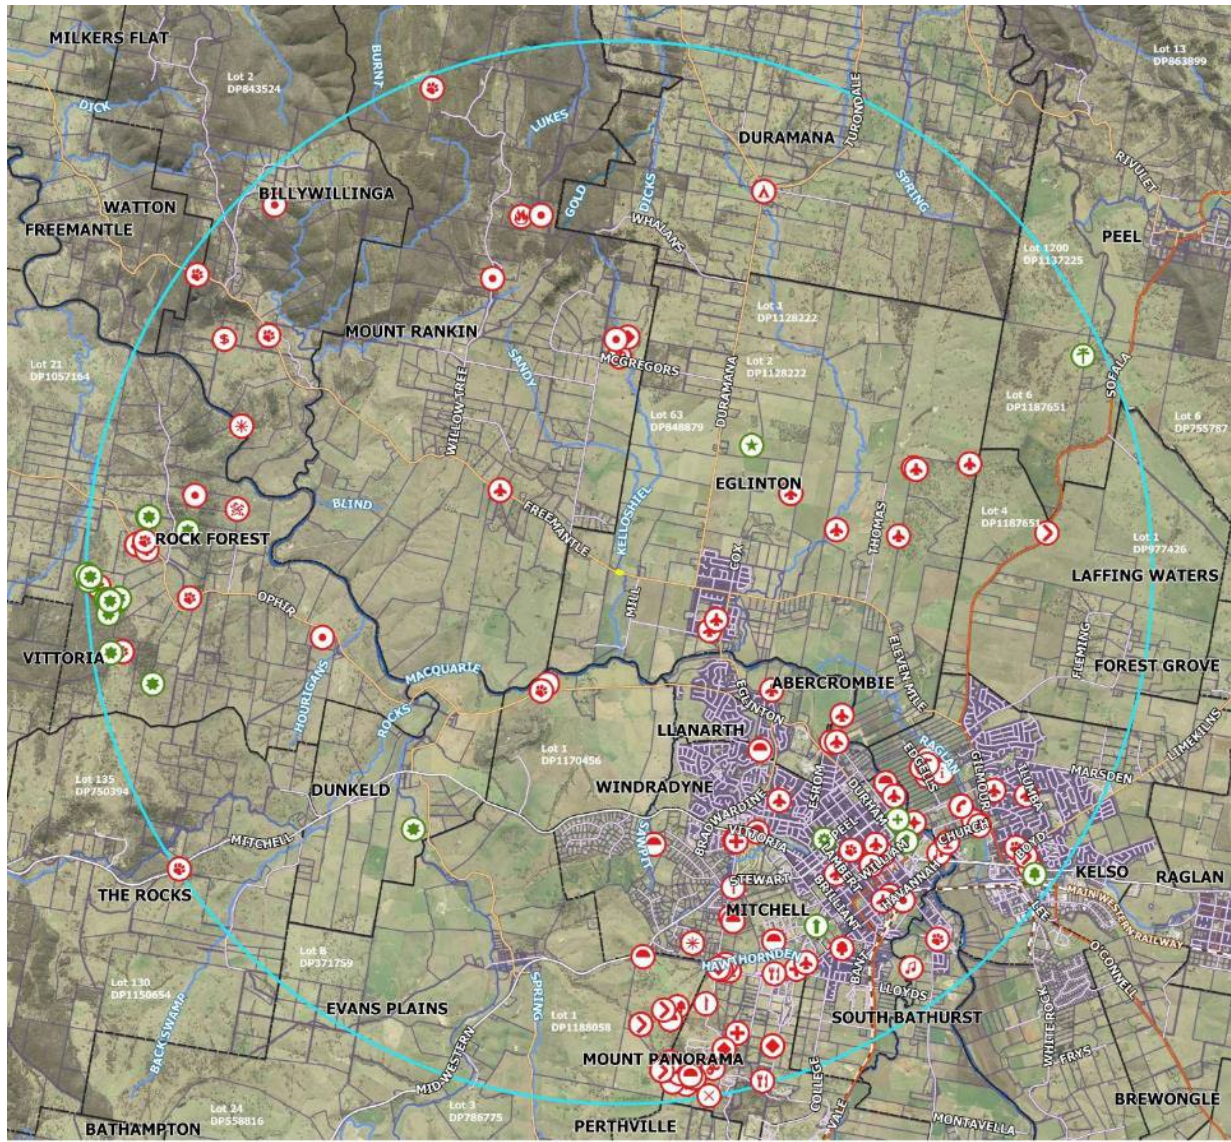 MILKERS FLAT
Lot 13
DP863899
Lot 2
DP843524
BURNT
DICK
LUKES
DURAMANA
TURONDALE
RIVULET
BILLYWILLINGA
WATTON
GOLD
DICKS
SPRING
FREEMANTLE
WHALANS
PEEL
Lot 1200
DP1137225
Lot 1
DP1128222
MOUNT RANKIN
Lot 21
DP1057164
SANDY
MCGREGORS
Lot 2
DP1128222
DURAMANA
SOFALA
WILLOW TREE
Lot 63
DP848879
Lot 6
DP1187651
Lot 6
DP755787
EGLINTON
BLIND
FREEMANTLE
KELLOSHIEL
THOMAS
Lot 4
DP1187651
Lot 1
DP977426
ROCK FOREST
COX
LAFFING WATERS
OPHIR
MILL
FLEMING
VITTORIA
MACQUARIE
ELEVEN MILE
FOREST GROVE
HOURIGANS
ROCKS
EGLINTON
ABERCROMBIE
LLANARTH
RAGLAN
LIMEKILNS
Lot 1
DP1170456
EDGELLS
GILMOUR
ILUMBA
MARSDEN
Lot 135
DP750394
DUNKELD
WINDRADYNE
ESROM
DURHAM
MITCHELL
SAWPIT
BRADWARDINE
VITTORIA
PEEL
LAMBERT
WILLIAM
CHURCH
BOYD
THE ROCKS
STEWART
BRILLIANT
HAVANNAH
KELSO
RAGLAN
MITCHELL
LEE
MAIN WESTERN RAILWAY
Lot 8
DP371759
HAWTHORNDEN
BANT
O'CONNELL
Lot 130
DP1150654
SPRING
LLOYDS
BACK SWAMP
EVANS PLAINS
Lot 1
DP1188058
SOUTH BATHURST
WHITE ROCK
MID-WESTERN
MOUNT PANORAMA
FRYS
COLLEGE
Lot 24
DP558816
Lot 3
DP786775
VALE
BREWONGLE
BATHAMPTON
PERTHVILLE
MONTAVELLA